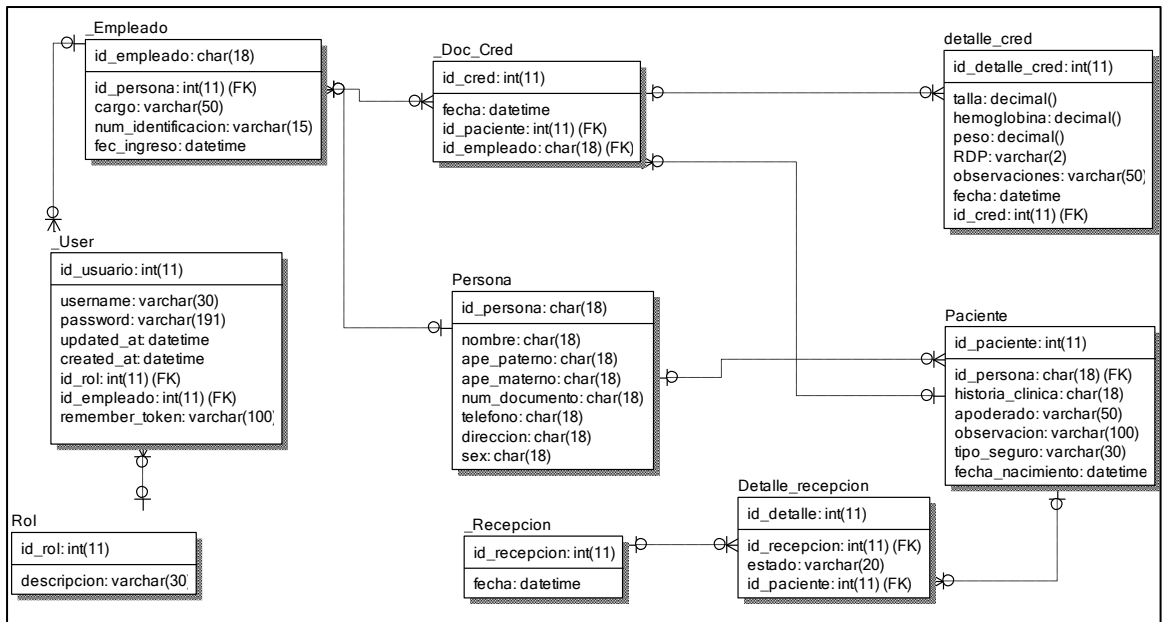 _Empleado
id_empleado: char(18)
id_persona: int(11) (FK)
cargo: varchar(50)
num_identificacion: varchar(15)
fec_ingreso: datetime
_Doc_Cred
id_cred: int(11)
fecha: datetime
id_paciente: int(11) (FK)
id_empleado: char(18) (FK)
detalle_cred
id_detalle_cred: int(11)
talla: decimal()
hemoglobina: decimal()
peso: decimal()
RDP: varchar(2)
observaciones: varchar(50)
fecha: datetime
id_cred: int(11) (FK)
_User
id_usuario: int(11)
username: varchar(30)
password: varchar(191)
updated_at: datetime
created_at: datetime
id_rol: int(11) (FK)
id_empleado: int(11) (FK)
remember_token: varchar(100)
Persona
id_persona: char(18)
nombre: char(18)
ape_paterno: char(18)
ape_materno: char(18)
num_documento: char(18)
telefono: char(18)
direccion: char(18)
sex: char(18)
Paciente
id_paciente: int(11)
id_persona: char(18) (FK)
historia_clinica: char(18)
apoderado: varchar(50)
observacion: varchar(100)
tipo_seguro: varchar(30)
fecha_nacimiento: datetime
Rol
id_rol: int(11)
descripcion: varchar(30)
_Recepcion
id_recepcion: int(11)
fecha: datetime
Detalle_recepcion
id_detalle: int(11)
id_recepcion: int(11) (FK)
estado: varchar(20)
id_paciente: int(11) (FK)